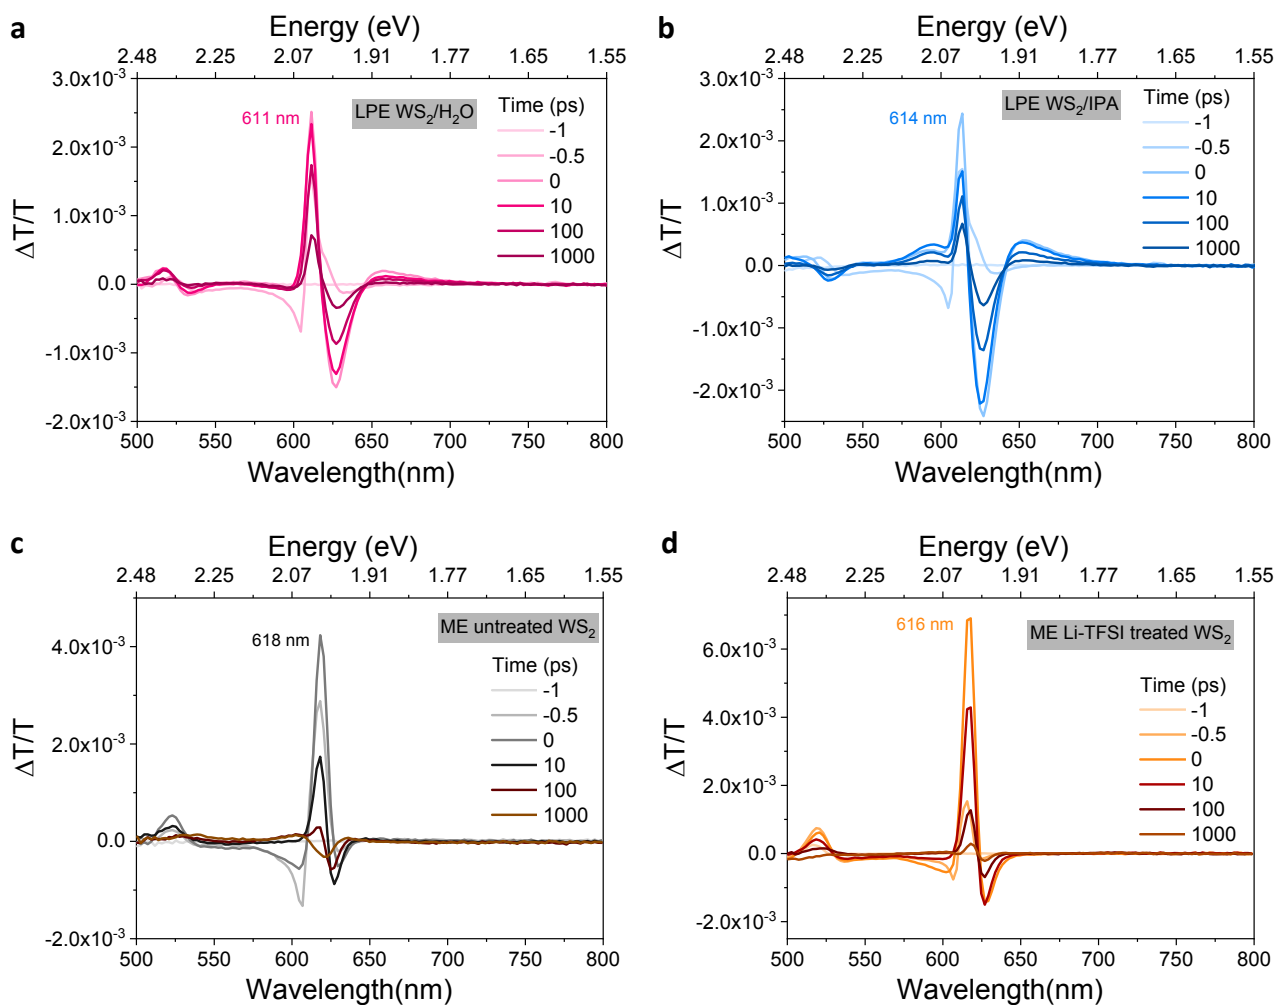 a
Energy (eV)
2.48 2.25 2.07 1.91 1.77 1.65 1.55
3.0x10⁻³
2.0x10⁻³
1.0x10⁻³
0.0
-1.0x10⁻³
-2.0x10⁻³
ΔT/T
611 nm
LPE WS₂/H₂O
Time (ps)
-1
-0.5
0
10
100
1000
500 550 600 650 700 750 800
Wavelength(nm)
b
Energy (eV)
2.48 2.25 2.07 1.91 1.77 1.65 1.55
3.0x10⁻³
2.0x10⁻³
1.0x10⁻³
0.0
-1.0x10⁻³
-2.0x10⁻³
ΔT/T
614 nm
LPE WS₂/IPA
Time (ps)
-1
-0.5
0
10
100
1000
500 550 600 650 700 750 800
Wavelength(nm)
c
Energy (eV)
2.48 2.25 2.07 1.91 1.77 1.65 1.55
4.0x10⁻³
2.0x10⁻³
0.0
-2.0x10⁻³
ΔT/T
618 nm
ME untreated WS₂
Time (ps)
-1
-0.5
0
10
100
1000
500 550 600 650 700 750 800
Wavelength(nm)
d
Energy (eV)
2.48 2.25 2.07 1.91 1.77 1.65 1.55
6.0x10⁻³
4.0x10⁻³
2.0x10⁻³
0.0
-2.0x10⁻³
ΔT/T
616 nm
ME Li-TFSI treated WS₂
Time (ps)
-1
-0.5
0
10
100
1000
500 550 600 650 700 750 800
Wavelength(nm)